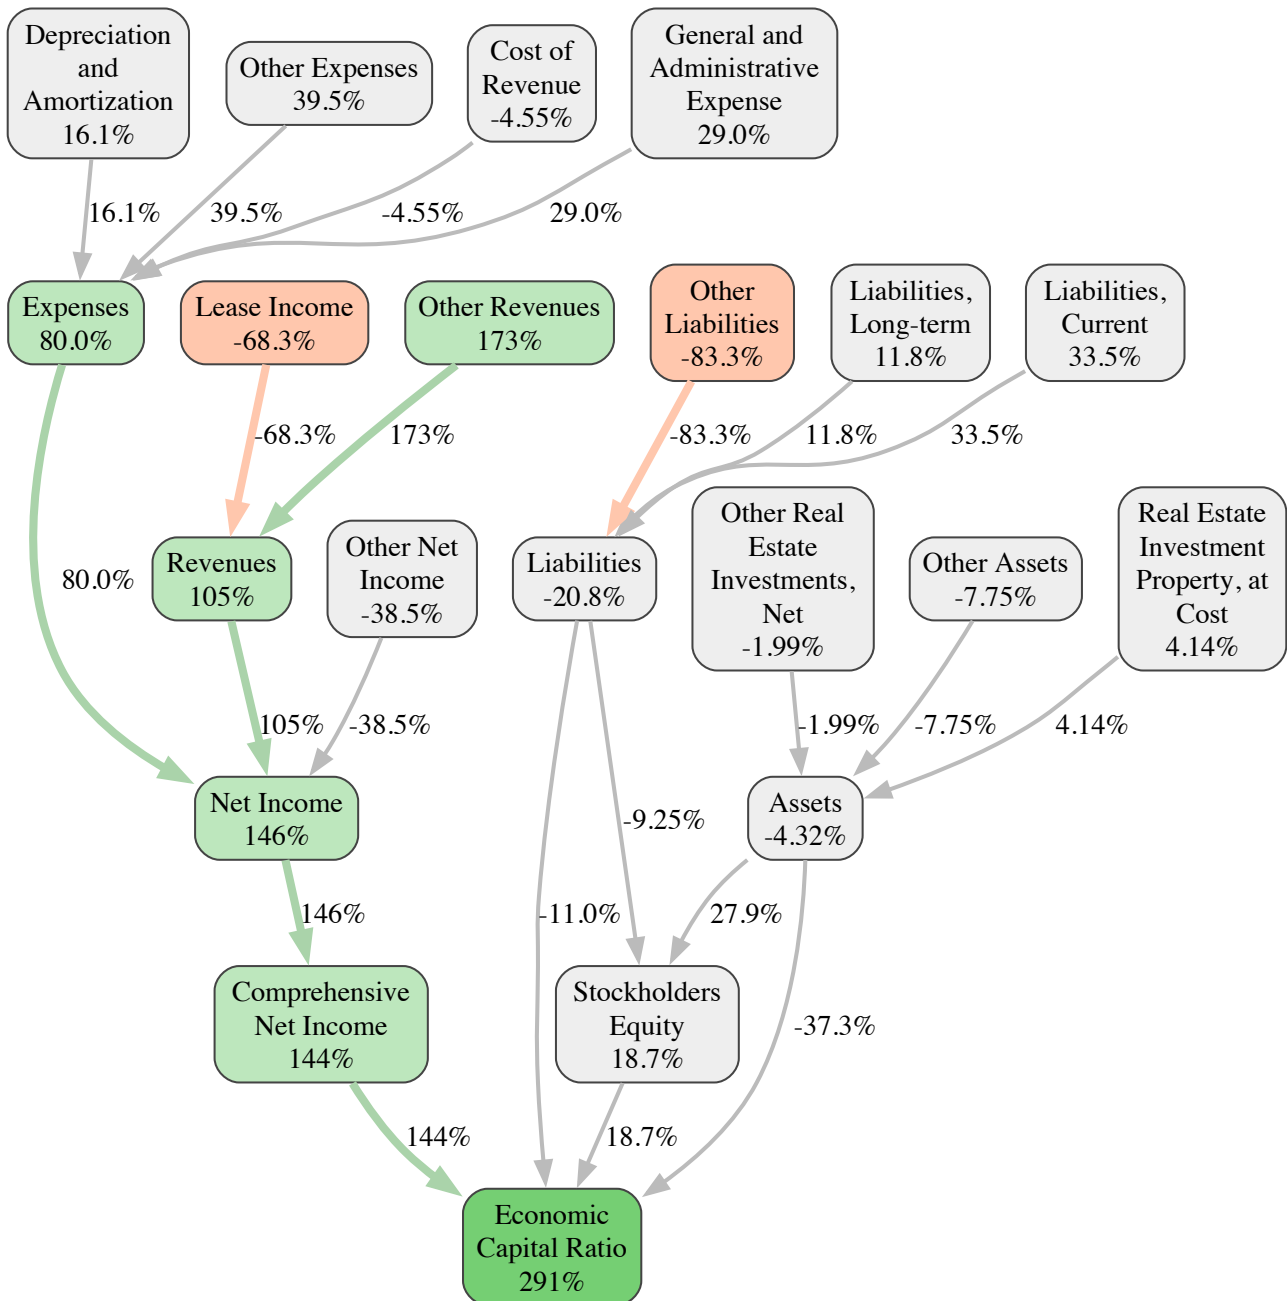 Depreciation
and
Amortization
16.1%
Other Expenses
39.5%
Cost of
Revenue
-4.55%
General and
Administrative
Expense
29.0%
16.1%
39.5%
-4.55%
29.0%
Expenses
80.0%
Lease Income
-68.3%
Other Revenues
173%
Other
Liabilities
-83.3%
Liabilities,
Long-term
11.8%
Liabilities,
Current
33.5%
-68.3%
173%
-83.3%
11.8%
33.5%
80.0%
Revenues
105%
Other Net
Income
-38.5%
Liabilities
-20.8%
Other Real
Estate
Investments,
Net
-1.99%
Other Assets
-7.75%
Real Estate
Investment
Property, at
Cost
4.14%
105%
-38.5%
-1.99%
-7.75%
4.14%
Net Income
146%
-9.25%
Assets
-4.32%
146%
-11.0%
27.9%
Comprehensive
Net Income
144%
Stockholders
Equity
18.7%
-37.3%
144%
18.7%
Economic
Capital Ratio
291%